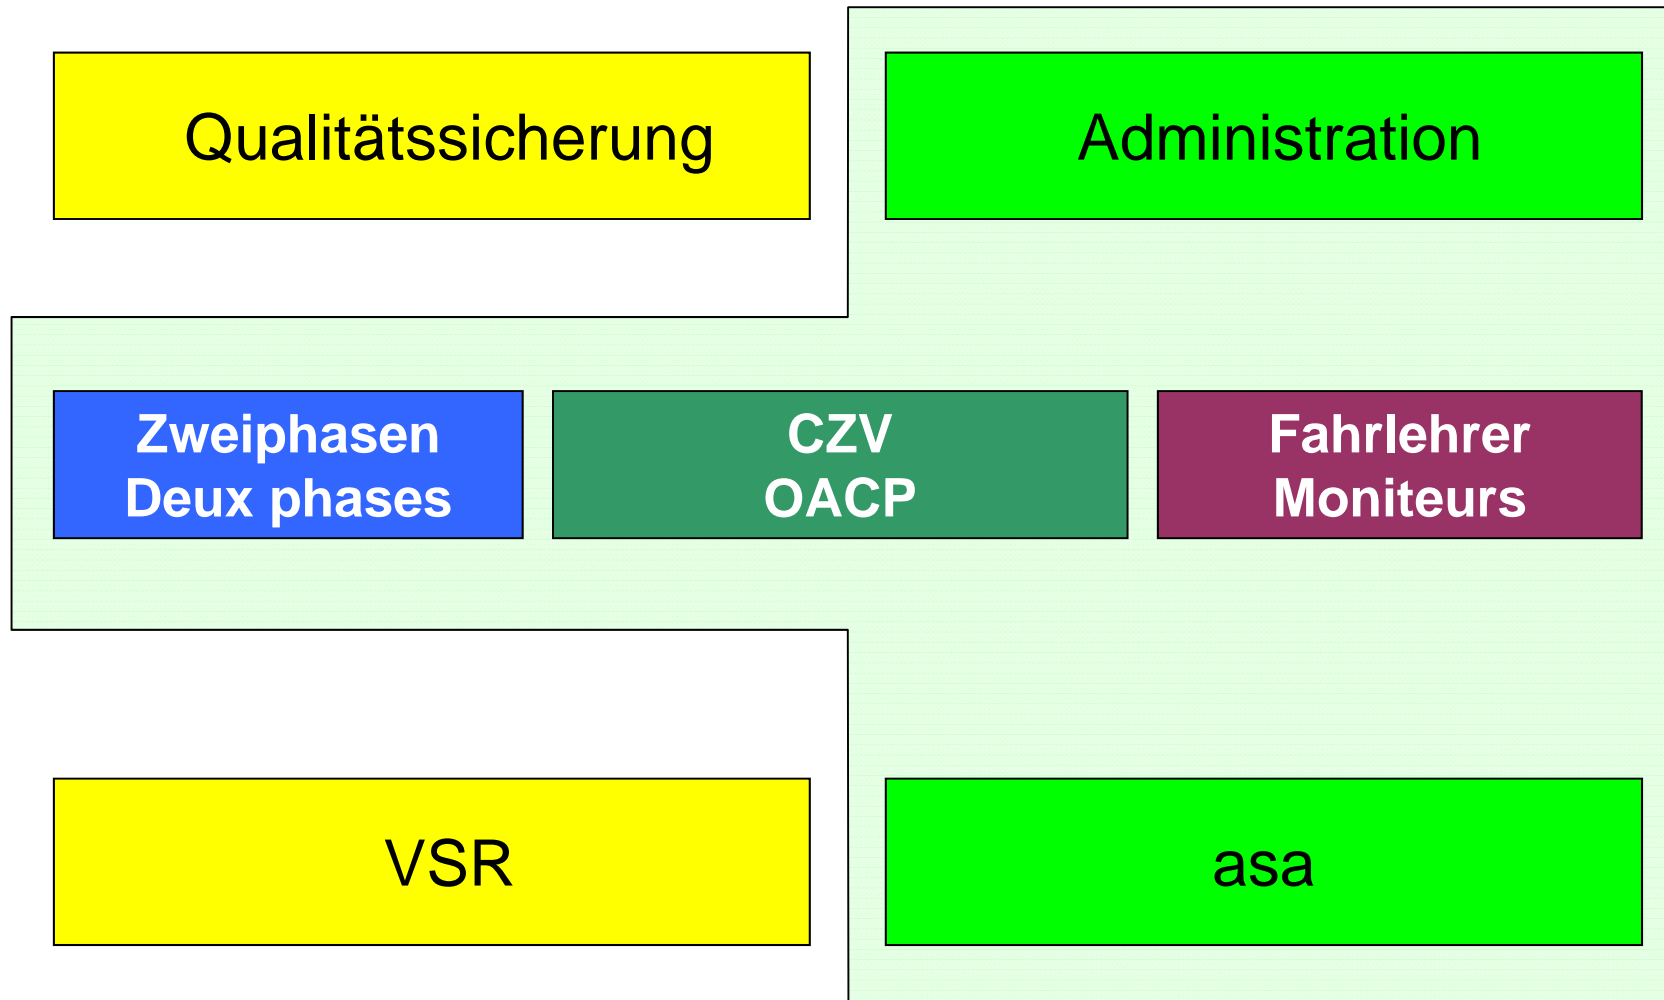 Qualitätssicherung
Administration
Zweiphasen
Deux phases
CZV
OACP
Fahrlehrer
Moniteurs
VSR
asa